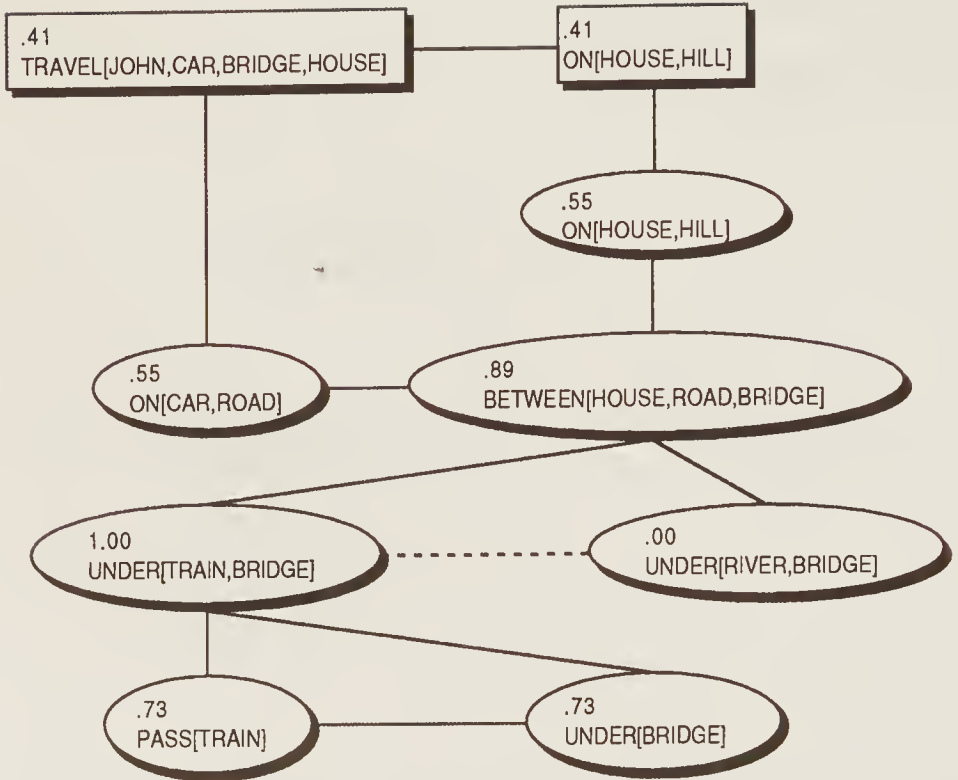 .41
TRAVEL[JOHN,CAR,BRIDGE,HOUSE]
.41
ON[HOUSE,HILL]
.55
ON[HOUSE,HILL]
.55
ON[CAR,ROAD]
.89
BETWEEN[HOUSE,ROAD,BRIDGE]
1.00
UNDER[TRAIN,BRIDGE]
.00
UNDER[RIVER,BRIDGE]
.73
PASS[TRAIN]
.73
UNDER[BRIDGE]